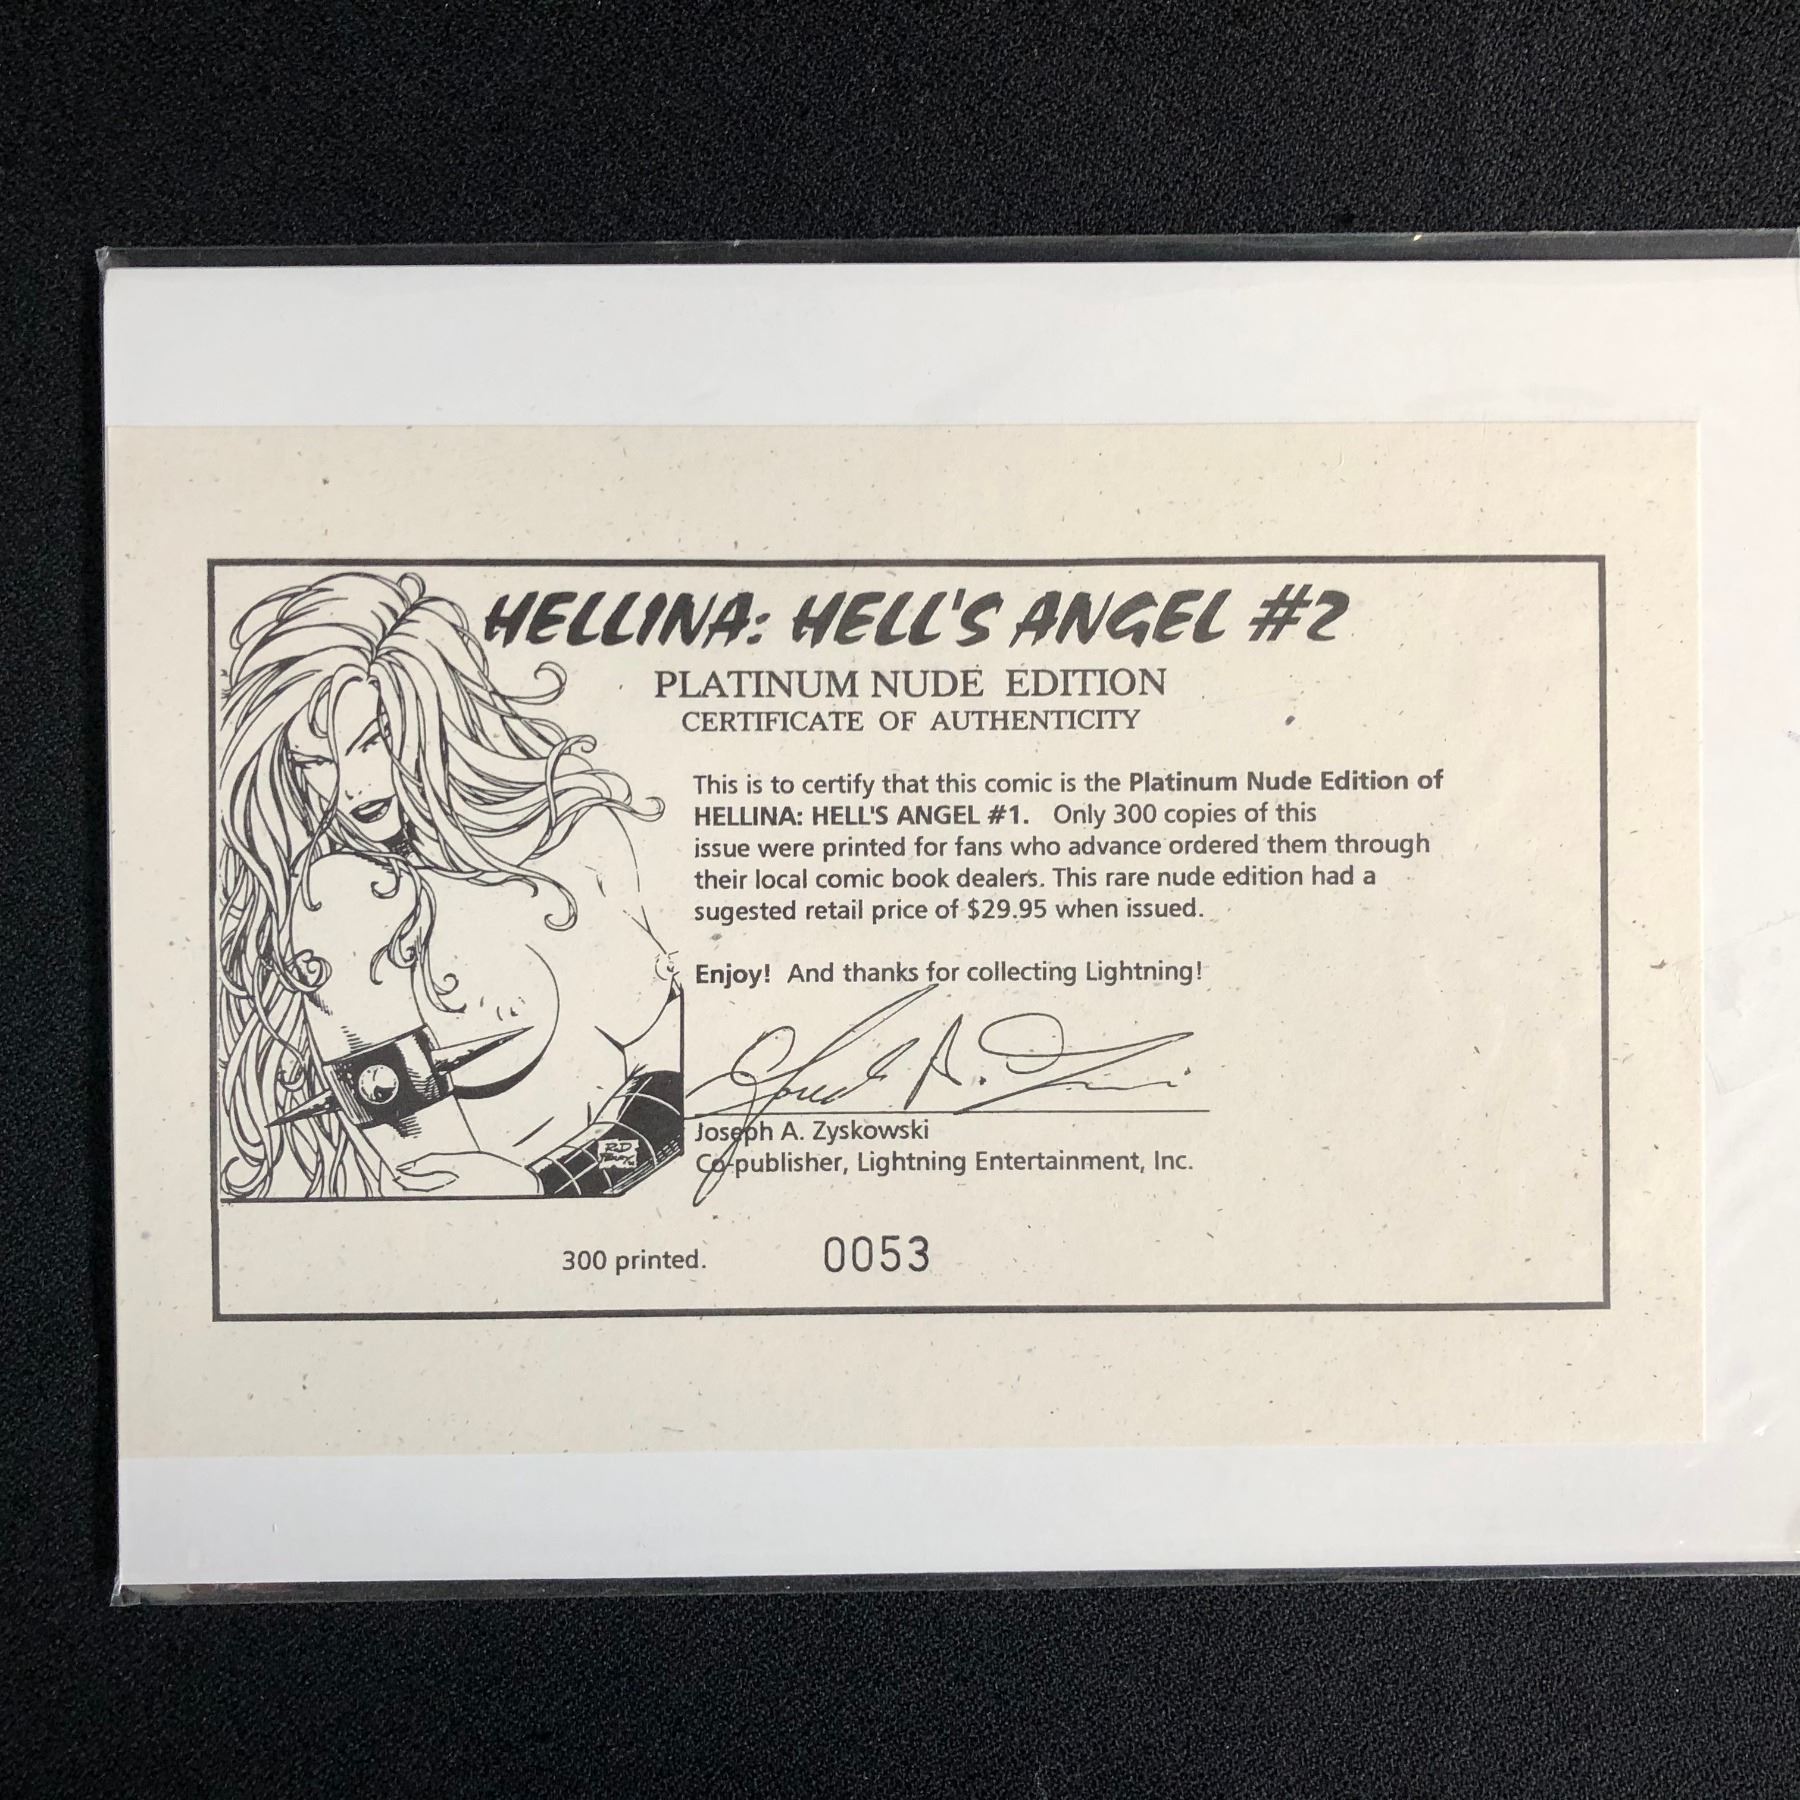 HELLINA: HELL'S ANGEL #2
PLATINUM NUDE EDITION
CERTIFICATE OF AUTHENTICITY
This is to certify that this comic is the Platinum Nude Edition of
HELLINA: HELL'S ANGEL #1. Only 300 copies of this
issue were printed for fans who advance ordered them through
their local comic book dealers. This rare nude edition had a
sugested retail price of $29.95 when issued.
Enjoy! And thanks for collecting Lightning!
Joseph A. Zyskowski
Co-publisher, Lightning Entertainment, Inc.
300 printed. 0053